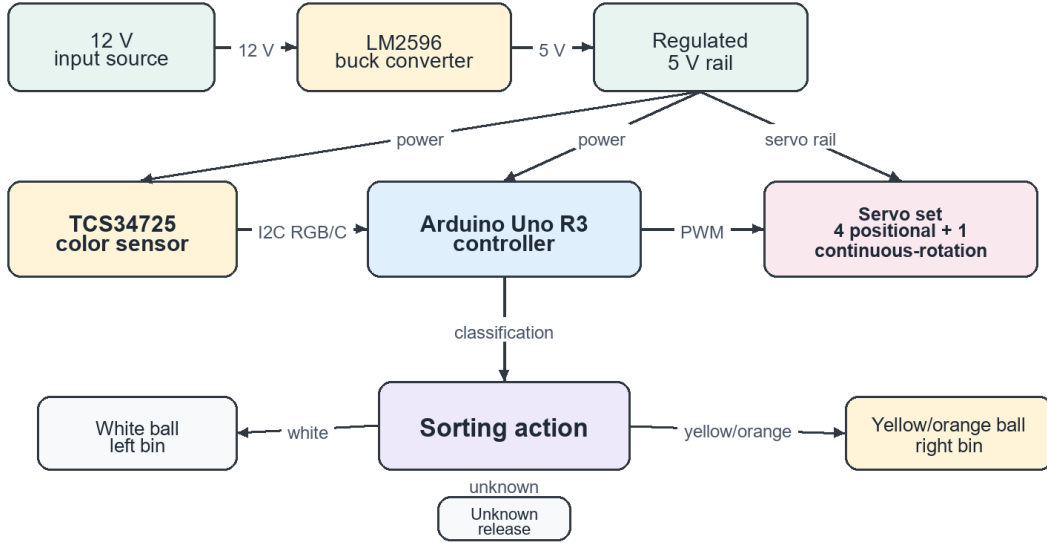 12 V
input source
12 V
LM2596
buck converter
5 V
Regulated
5 V rail
power
power
servo rail
TCS34725
color sensor
I2C RGB/C
Arduino Uno R3
controller
PWM
Servo set
4 positional + 1
continuous-rotation
classification
White ball
left bin
white
Sorting action
yellow/orange
Yellow/orange ball
right bin
unknown
Unknown
release